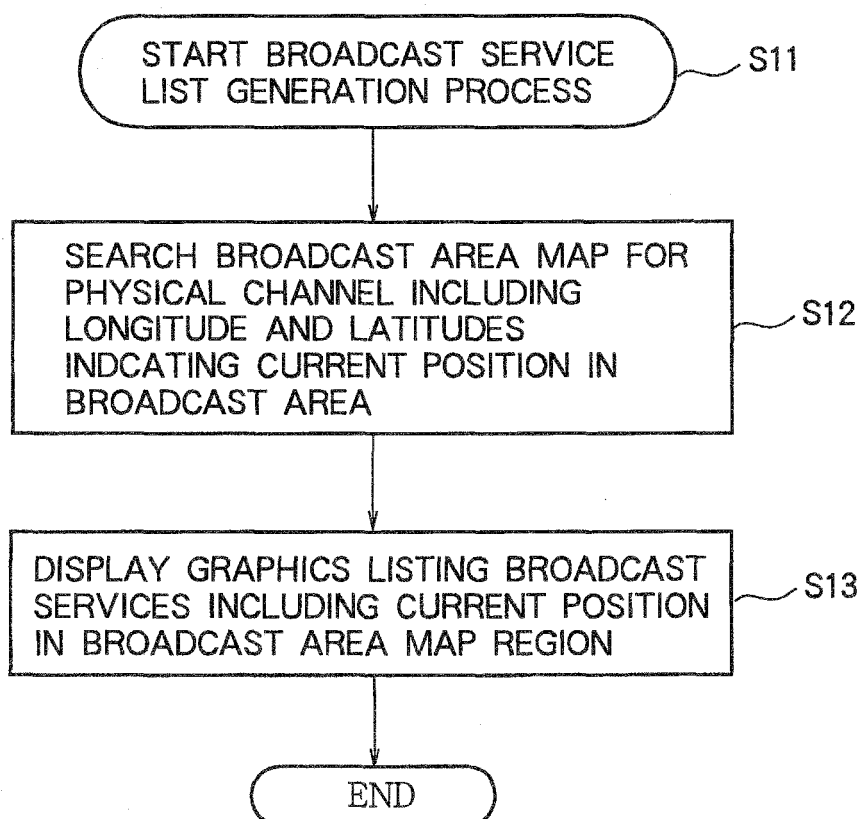 START BROADCAST SERVICE
LIST GENERATION PROCESS
S11
SEARCH BROADCAST AREA MAP FOR
PHYSICAL CHANNEL INCLUDING
LONGITUDE AND LATITUDES
INDCATING CURRENT POSITION IN
BROADCAST AREA
S12
DISPLAY GRAPHICS LISTING BROADCAST
SERVICES INCLUDING CURRENT POSITION
IN BROADCAST AREA MAP REGION
S13
END